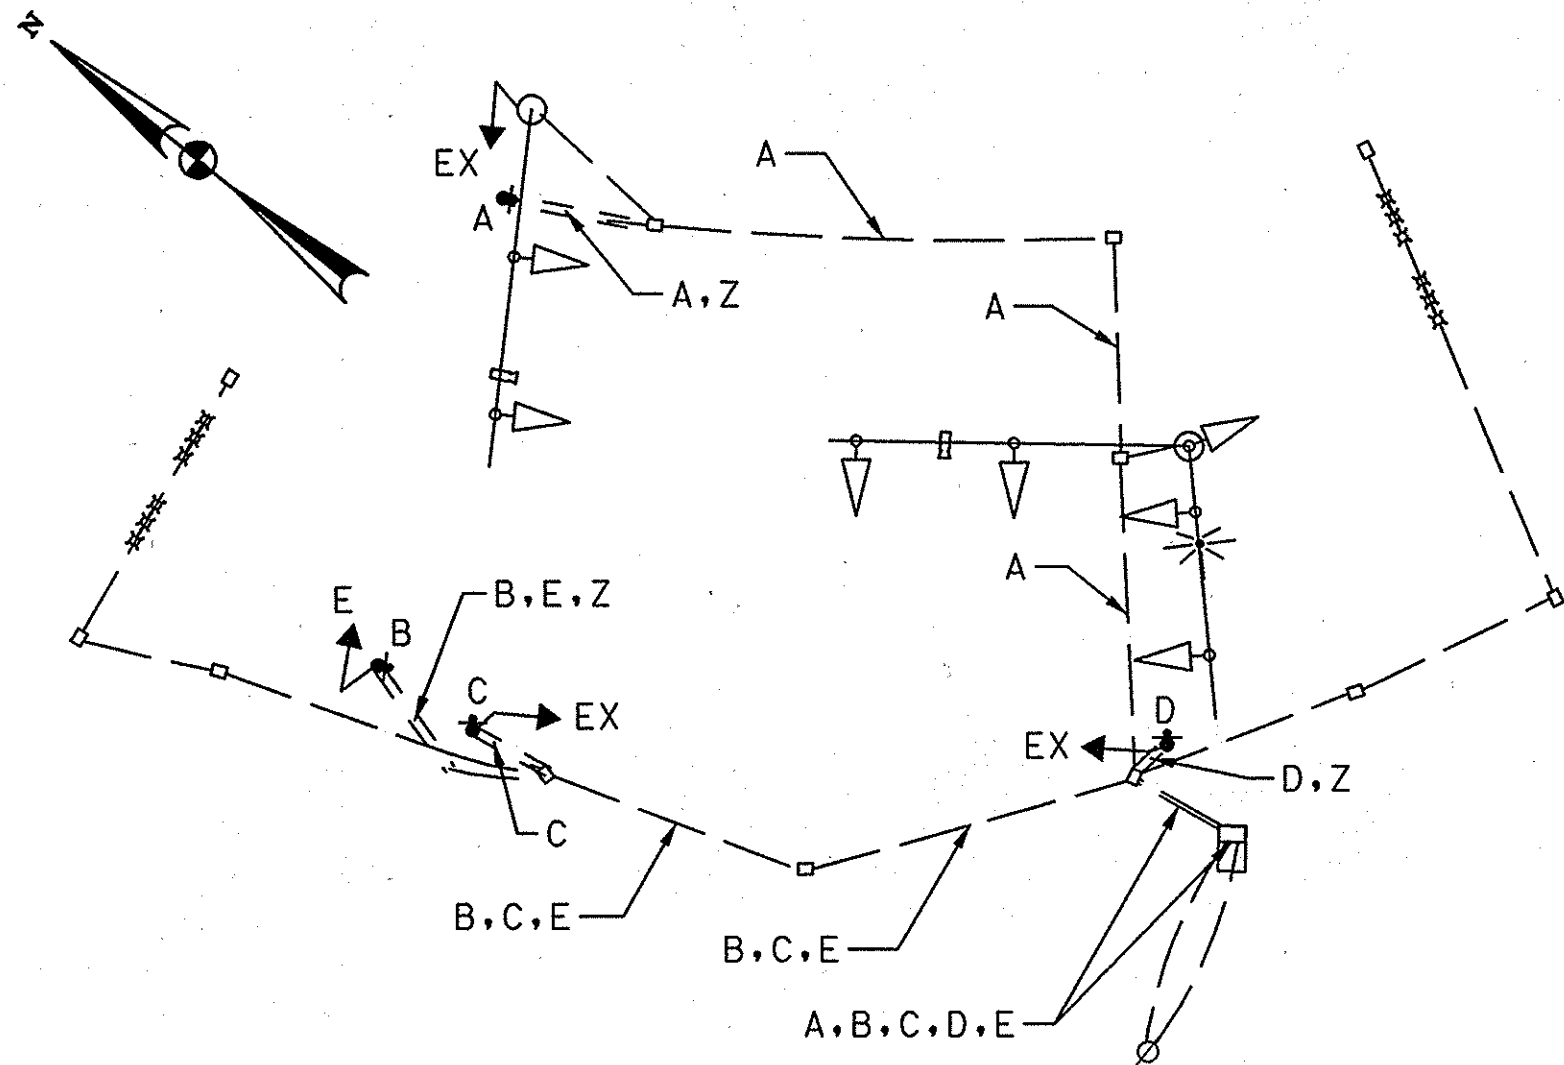 N
EX
A
A
A, Z
A
A
E
B
B, E, Z
C
EX
EX
D
D, Z
C
B, C, E
B, C, E
A, B, C, D, E